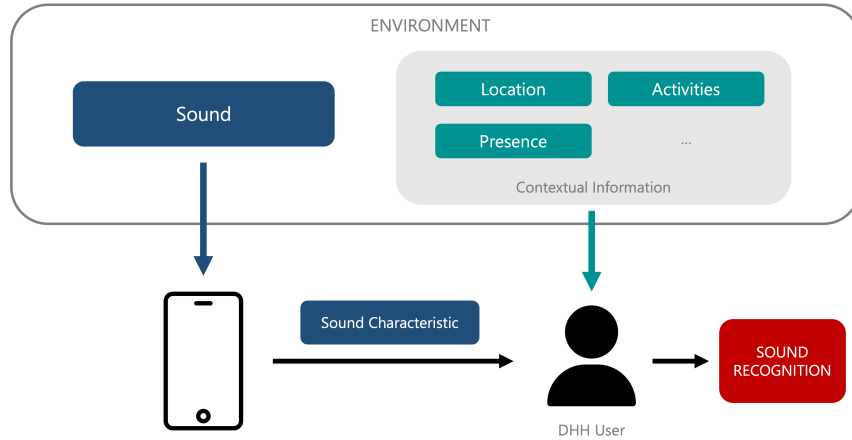 ENVIRONMENT
Sound
Location
Activities
Presence
...
Contextual Information
Sound Characteristic
SOUND
RECOGNITION
DHH User